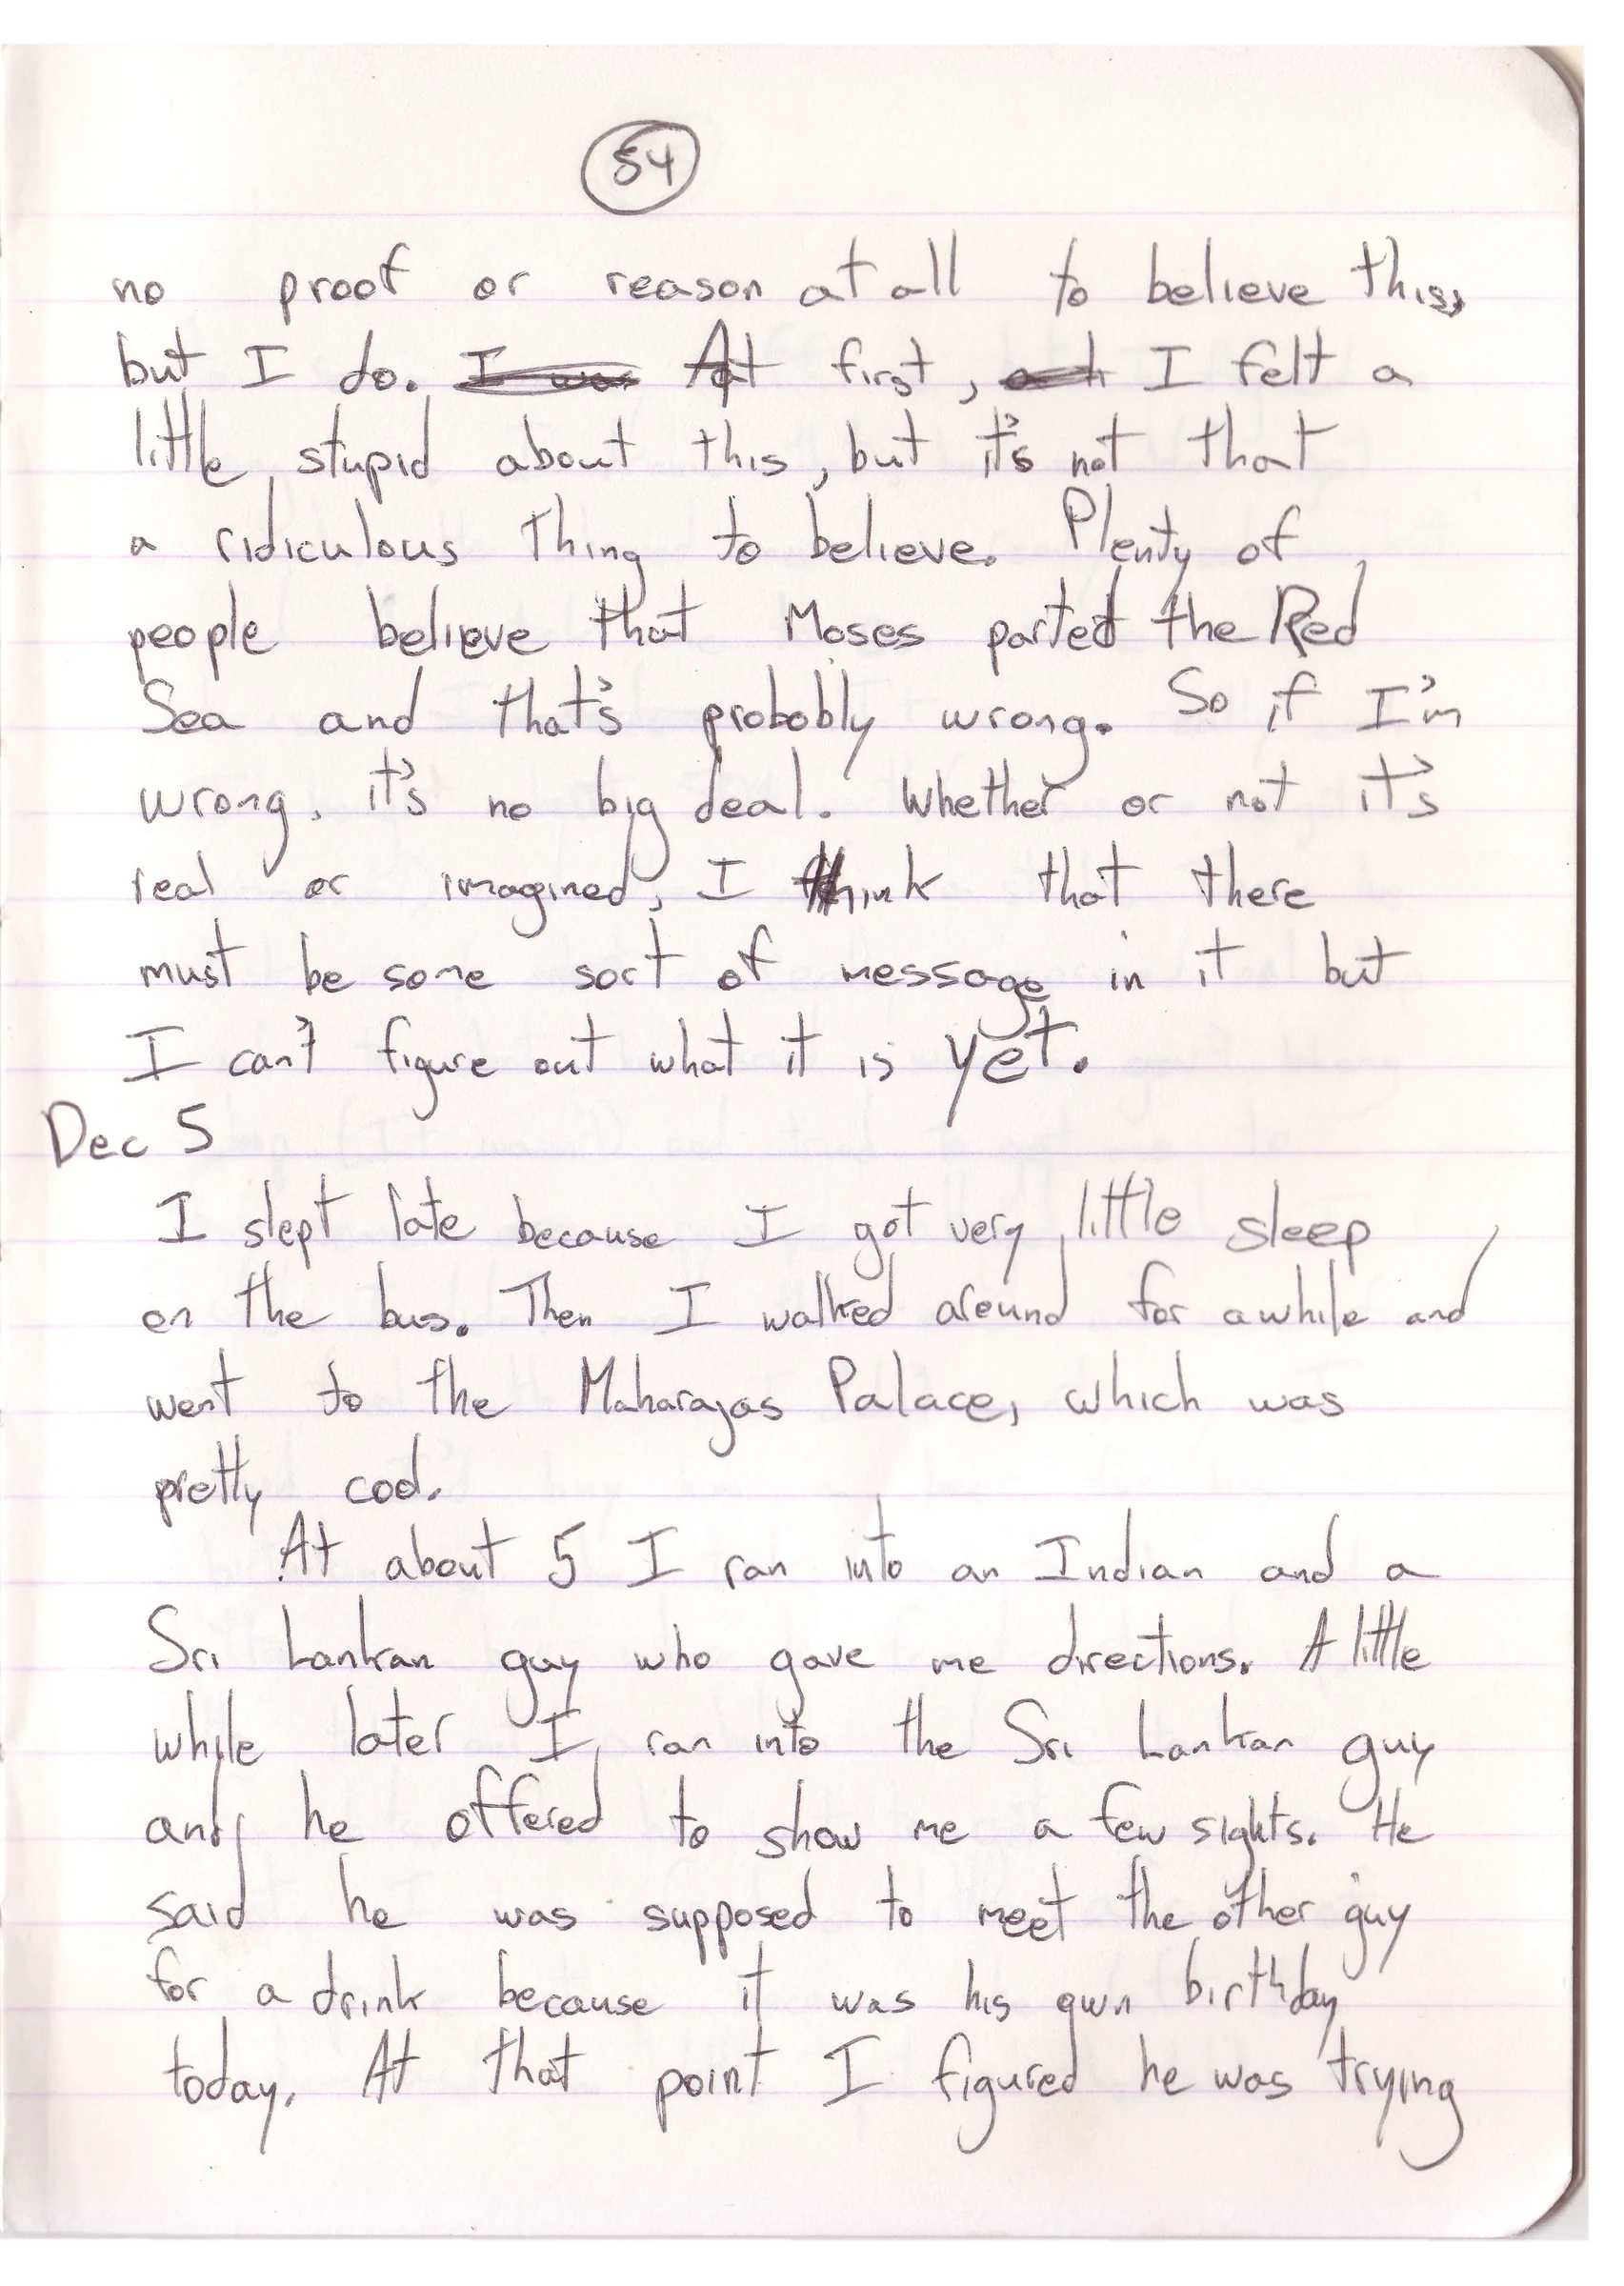 54
no proof or reason at all to believe this,
but I do. I was At first, I felt a
little stupid about this, but it's not that
a ridiculous thing to believe. Plenty of
people believe that Moses parted the Red
Sea and that's probobly wrong. So if I'm
wrong, it's no big deal. Whether or not it's
real or imagined, I think that there
must be some sort of message in it but
I can't figure out what it is yet.
Dec 5
I slept late because I got very little sleep
on the bus. Then I walked around for awhile and
went to the Maharajas Palace, which was
pretty cool.
At about 5 I ran into an Indian and a
Sri Lankan guy who gave me directions. A little
while later I ran into the Sri Lankan guy
and he offered to show me a few sights. He
said he was supposed to meet the other guy
for a drink because it was his own birthday
today. At that point I figured he was trying